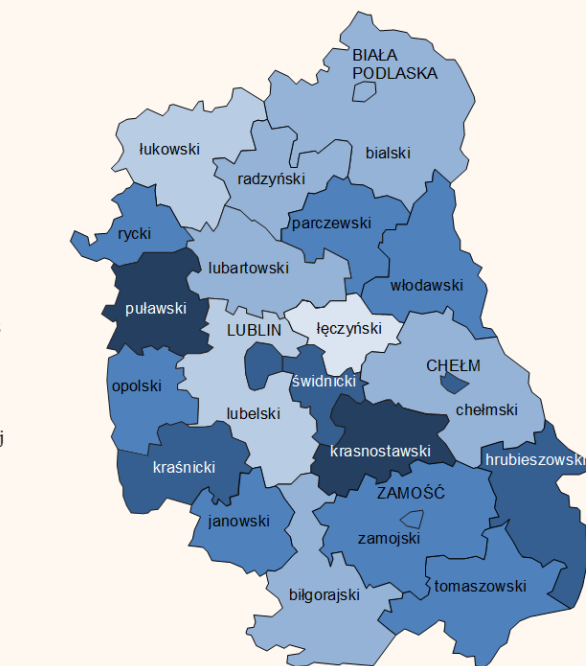 BIAŁA
PODLASKA
łukowski
bialski
radzyński
parczewski
rycki
lubartowski
włodawski
puławski
LUBLIN
łęczyński
CHEŁM
świdnicki
opolski
chełmski
lubelski
krasnostawski
hrubieszowski
kraśnicki
ZAMOŚĆ
janowski
zamojski
tomaszowski
biłgorajski